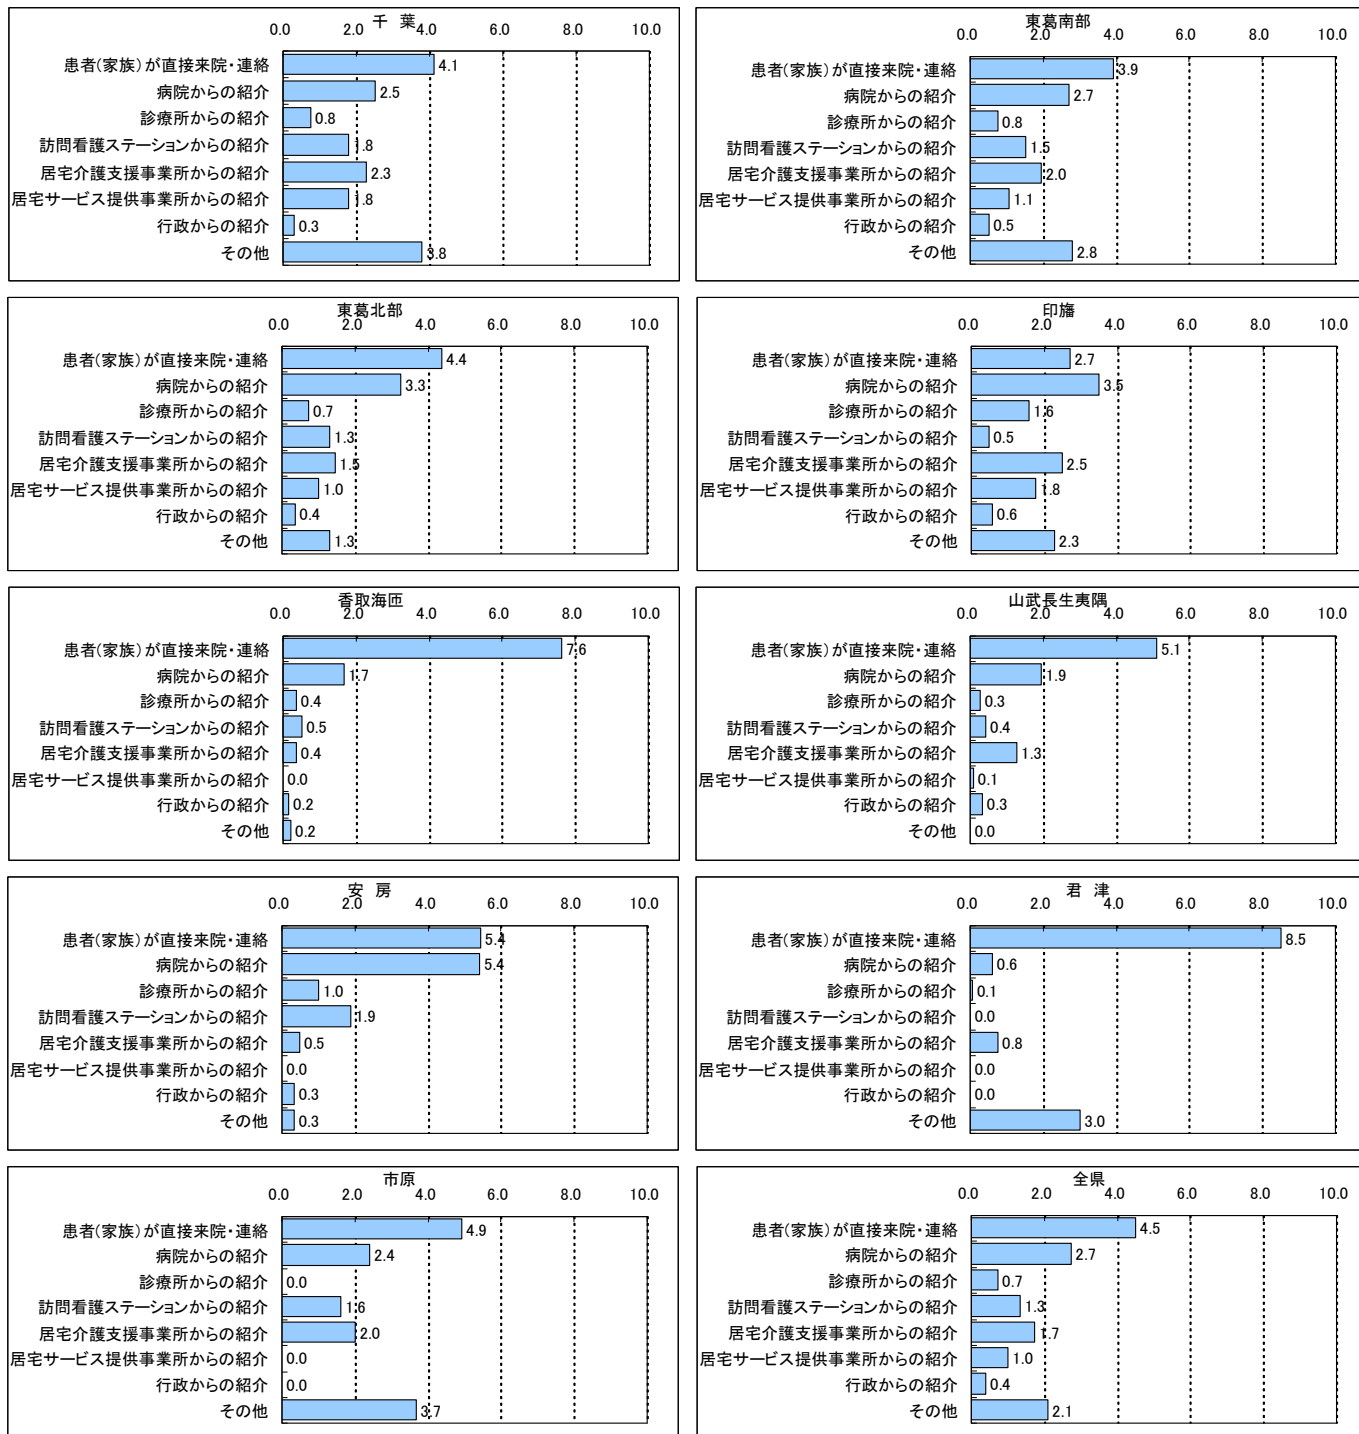 千 葉
0.0 2.0 4.0 6.0 8.0 10.0
患者(家族)が直接来院・連絡 4.1
病院からの紹介 2.5
診療所からの紹介 0.8
訪問看護ステーションからの紹介 1.8
居宅介護支援事業所からの紹介 2.3
居宅サービス提供事業所からの紹介 1.8
行政からの紹介 0.3
その他 3.8
東葛南部
0.0 2.0 4.0 6.0 8.0 10.0
患者(家族)が直接来院・連絡 3.9
病院からの紹介 2.7
診療所からの紹介 0.8
訪問看護ステーションからの紹介 1.5
居宅介護支援事業所からの紹介 2.0
居宅サービス提供事業所からの紹介 1.1
行政からの紹介 0.5
その他 2.8
東葛北部
0.0 2.0 4.0 6.0 8.0 10.0
患者(家族)が直接来院・連絡 4.4
病院からの紹介 3.3
診療所からの紹介 0.7
訪問看護ステーションからの紹介 1.3
居宅介護支援事業所からの紹介 1.5
居宅サービス提供事業所からの紹介 1.0
行政からの紹介 0.4
その他 1.3
印旛
0.0 2.0 4.0 6.0 8.0 10.0
患者(家族)が直接来院・連絡 2.7
病院からの紹介 3.5
診療所からの紹介 1.6
訪問看護ステーションからの紹介 0.5
居宅介護支援事業所からの紹介 2.5
居宅サービス提供事業所からの紹介 1.8
行政からの紹介 0.6
その他 2.3
香取海匝
0.0 2.0 4.0 6.0 8.0 10.0
患者(家族)が直接来院・連絡 7.6
病院からの紹介 1.7
診療所からの紹介 0.4
訪問看護ステーションからの紹介 0.5
居宅介護支援事業所からの紹介 0.4
居宅サービス提供事業所からの紹介 0.0
行政からの紹介 0.2
その他 0.2
山武長生夷隅
0.0 2.0 4.0 6.0 8.0 10.0
患者(家族)が直接来院・連絡 5.1
病院からの紹介 1.9
診療所からの紹介 0.3
訪問看護ステーションからの紹介 0.4
居宅介護支援事業所からの紹介 1.3
居宅サービス提供事業所からの紹介 0.1
行政からの紹介 0.3
その他 0.0
安 房
0.0 2.0 4.0 6.0 8.0 10.0
患者(家族)が直接来院・連絡 5.4
病院からの紹介 5.4
診療所からの紹介 1.0
訪問看護ステーションからの紹介 1.9
居宅介護支援事業所からの紹介 0.5
居宅サービス提供事業所からの紹介 0.0
行政からの紹介 0.3
その他 0.3
君 津
0.0 2.0 4.0 6.0 8.0 10.0
患者(家族)が直接来院・連絡 8.5
病院からの紹介 0.6
診療所からの紹介 0.1
訪問看護ステーションからの紹介 0.0
居宅介護支援事業所からの紹介 0.8
居宅サービス提供事業所からの紹介 0.0
行政からの紹介 0.0
その他 3.0
市原
0.0 2.0 4.0 6.0 8.0 10.0
患者(家族)が直接来院・連絡 4.9
病院からの紹介 2.4
診療所からの紹介 0.0
訪問看護ステーションからの紹介 1.6
居宅介護支援事業所からの紹介 2.0
居宅サービス提供事業所からの紹介 0.0
行政からの紹介 0.0
その他 3.7
全県
0.0 2.0 4.0 6.0 8.0 10.0
患者(家族)が直接来院・連絡 4.5
病院からの紹介 2.7
診療所からの紹介 0.7
訪問看護ステーションからの紹介 1.3
居宅介護支援事業所からの紹介 1.7
居宅サービス提供事業所からの紹介 1.0
行政からの紹介 0.4
その他 2.1